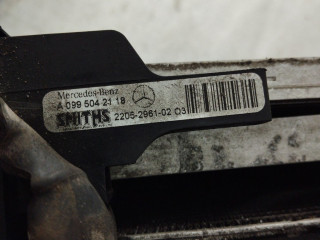 Mercedes-Benz
A 099 504 21 18
SMITHS 2205-2961-02 03